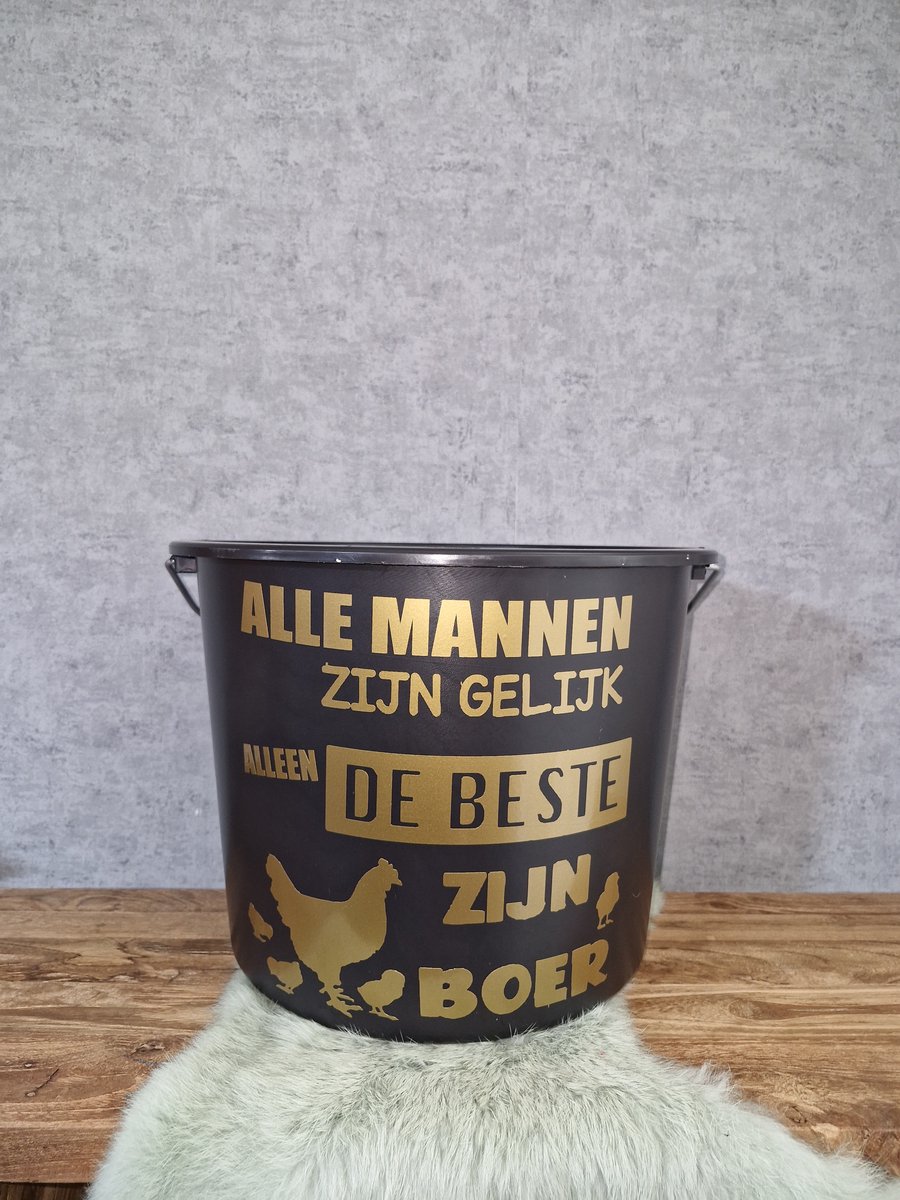 ALLE MANNEN
ZIJN GELIJK
ALLEEN DE BESTE
ZIJN
BOER